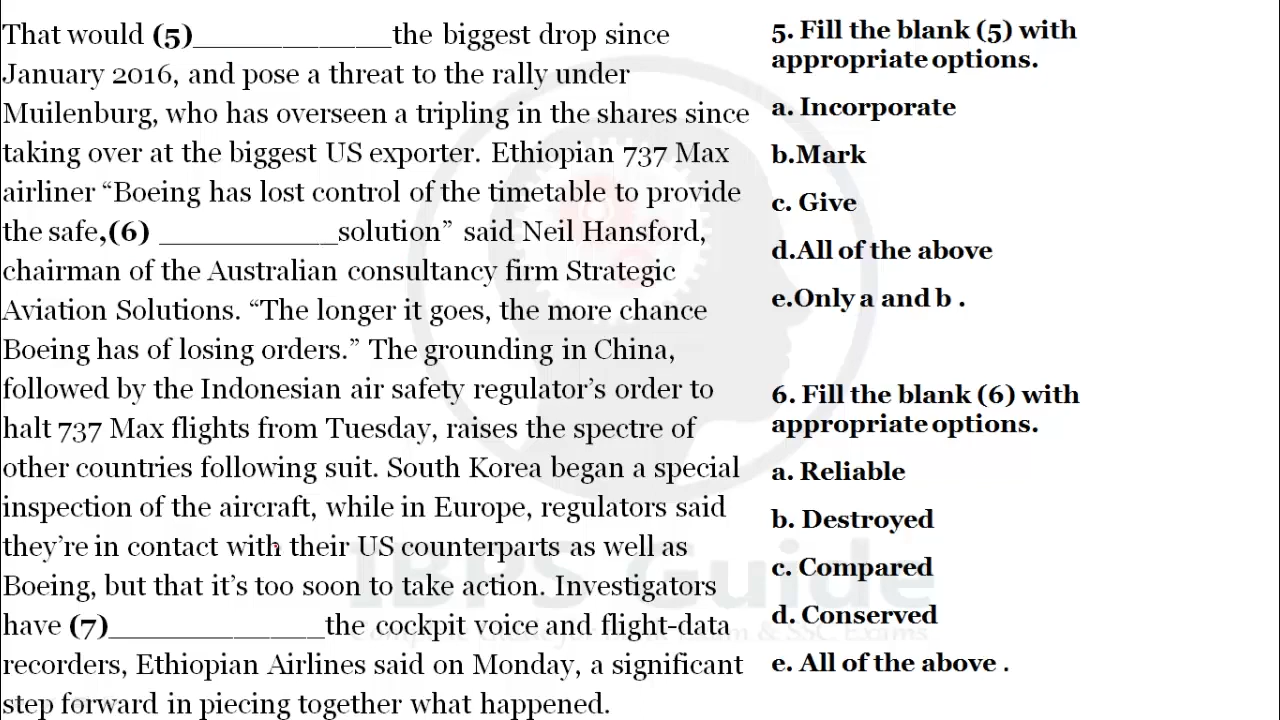 That would (5)___________the biggest drop since
January 2016, and pose a threat to the rally under
Muilenburg, who has overseen a tripling in the shares since
taking over at the biggest US exporter. Ethiopian 737 Max
airliner “Boeing has lost control of the timetable to provide
the safe,(6) __________solution” said Neil Hansford,
chairman of the Australian consultancy firm Strategic
Aviation Solutions. “The longer it goes, the more chance
Boeing has of losing orders.” The grounding in China,
followed by the Indonesian air safety regulator’s order to
halt 737 Max flights from Tuesday, raises the spectre of
other countries following suit. South Korea began a special
inspection of the aircraft, while in Europe, regulators said
they’re in contact with their US counterparts as well as
Boeing, but that it’s too soon to take action. Investigators
have (7)____________the cockpit voice and flight-data
recorders, Ethiopian Airlines said on Monday, a significant
step forward in piecing together what happened.
5. Fill the blank (5) with
appropriate options.
a. Incorporate
b.Mark
c. Give
d.All of the above
e.Only a and b .
6. Fill the blank (6) with
appropriate options.
a. Reliable
b. Destroyed
c. Compared
d. Conserved
e. All of the above .
IBPS Guide